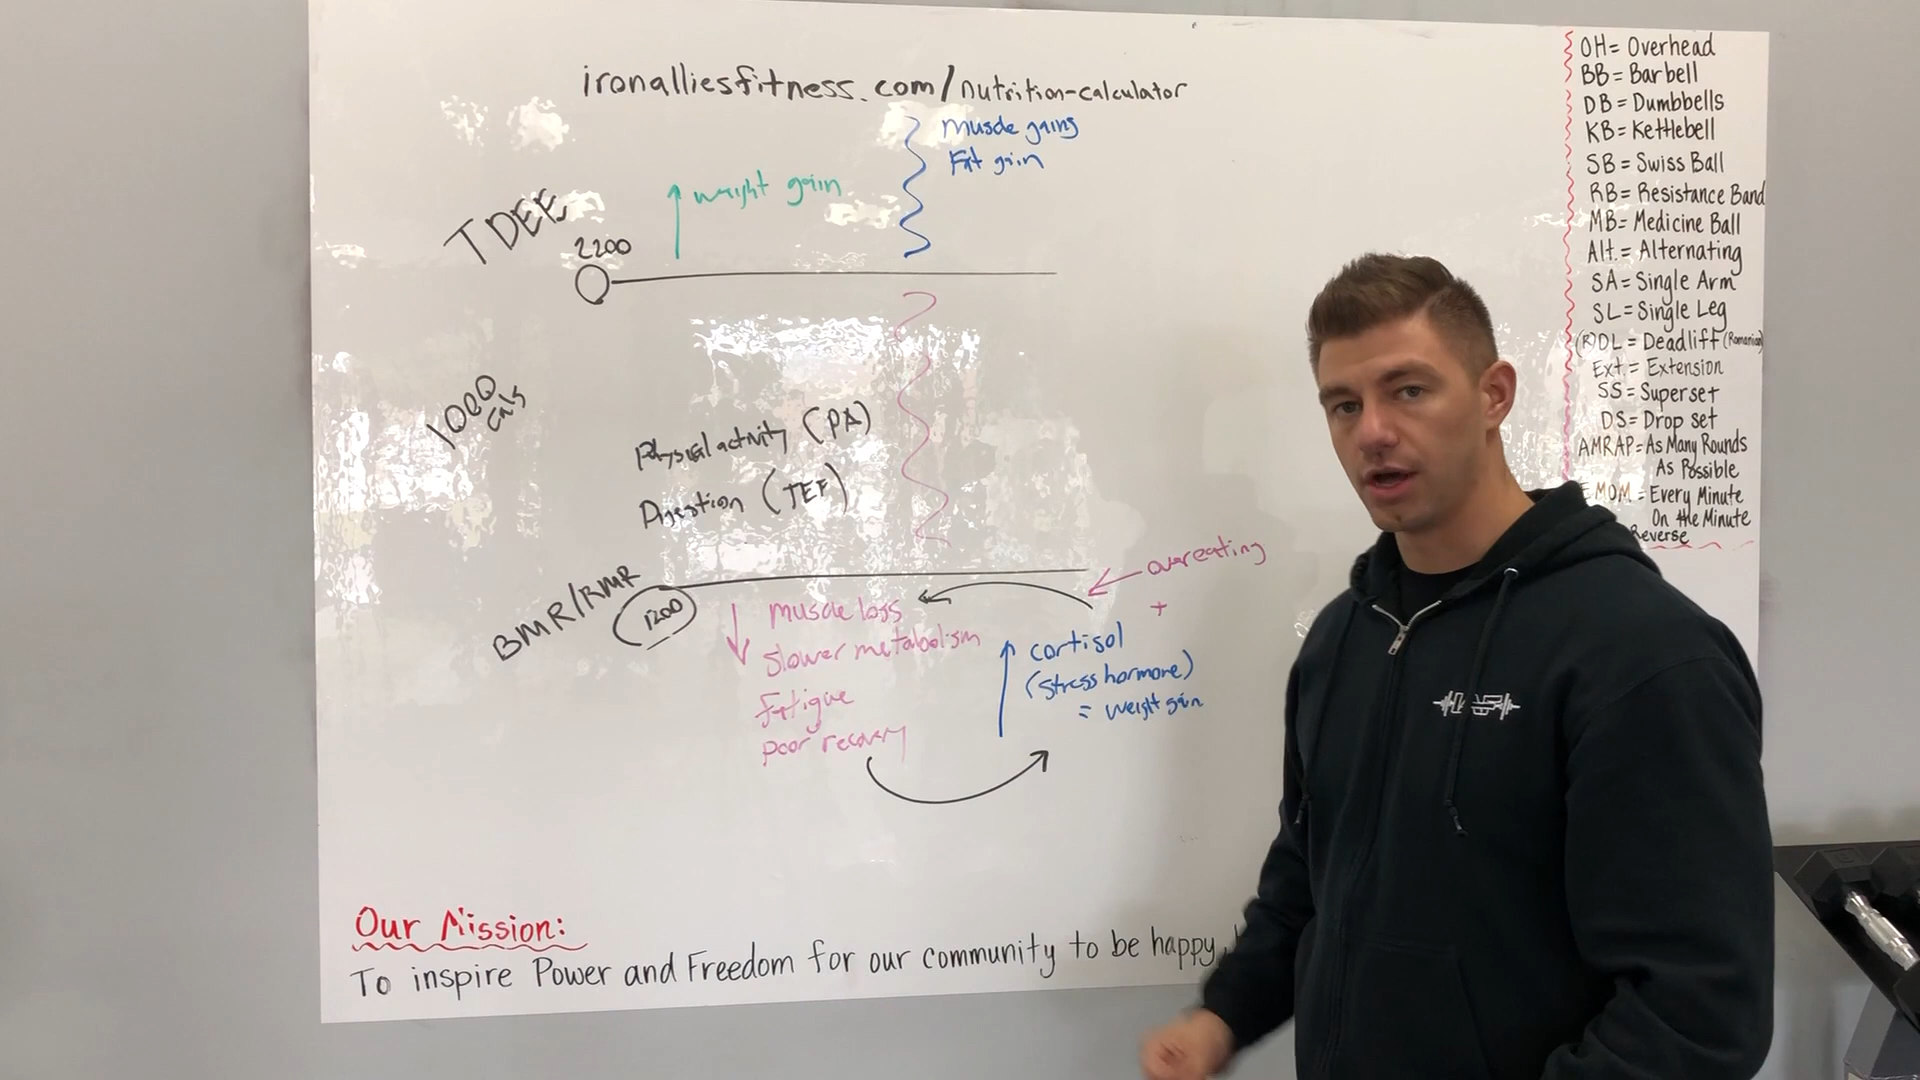 ironalliesfitness.com/nutrition-calculator
muscle gains
Fat gain
weight gain
TDEE
2200
1000
cals
Physical activity (PA)
Digestion (TEF)
BMR/RMR
1200
muscle loss
Slower metabolism
Fatigue
poor recovery
overeating
+
cortisol
(stress hormone)
= weight gain
Our Mission:
To inspire Power and Freedom for our community to be happy,
OH= Overhead
BB= Barbell
DB= Dumbbells
KB= Kettlebell
SB= Swiss Ball
RB= Resistance Band
MB= Medicine Ball
Alt.= Alternating
SA= Single Arm
SL= Single Leg
(R)DL = Deadlift (Romanian)
Ext.= Extension
SS= Superset
DS= Drop set
AMRAP= As Many Rounds
As Possible
EMOM= Every Minute
On the Minute
Reverse